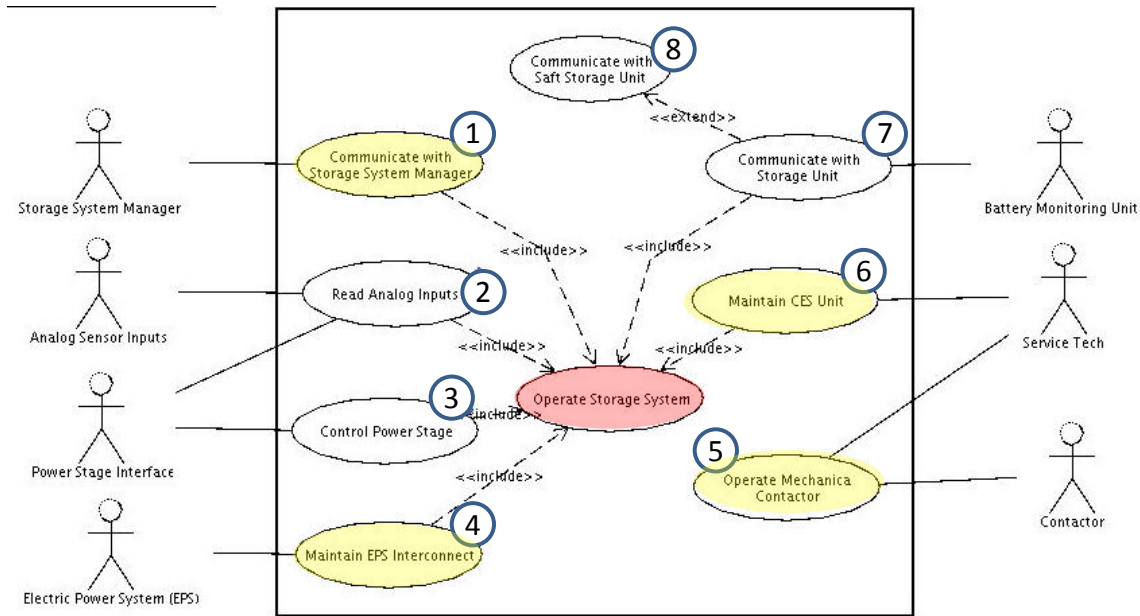 8
Communicate with
Saft Storage Unit
<<extend>>
1
7
Communicate with
Storage System Manager
Communicate with
Storage Unit
Storage System Manager
Battery Monitoring Unit
<<include>>
<<include>>
2
6
Read Analog Inputs
Maintain CES Unit
Analog Sensor Inputs
Service Tech
<<include>>
<<include>>
3
Operate Storage System
<<include>>
Control Power Stage
5
Power Stage Interface
<<include>>
Operate Mechanica
Contactor
4
Contactor
Maintain EPS Interconnect
Electric Power System (EPS)